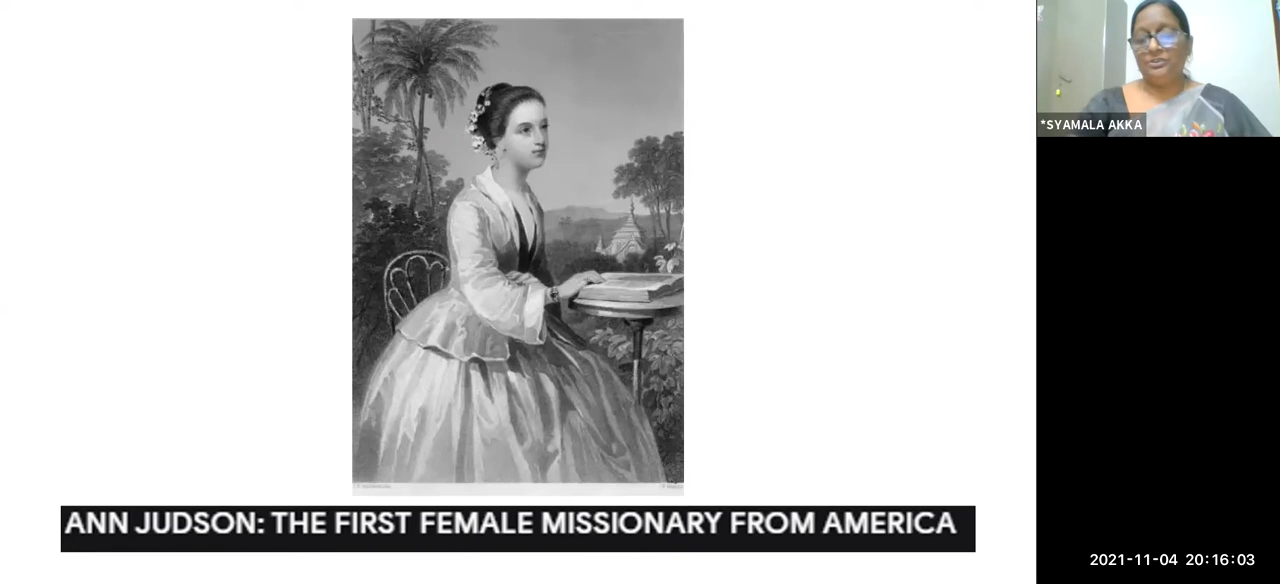 *SYAMALA AKKA
ANN JUDSON: THE FIRST FEMALE MISSIONARY FROM AMERICA
2021-11-04 20:16:03